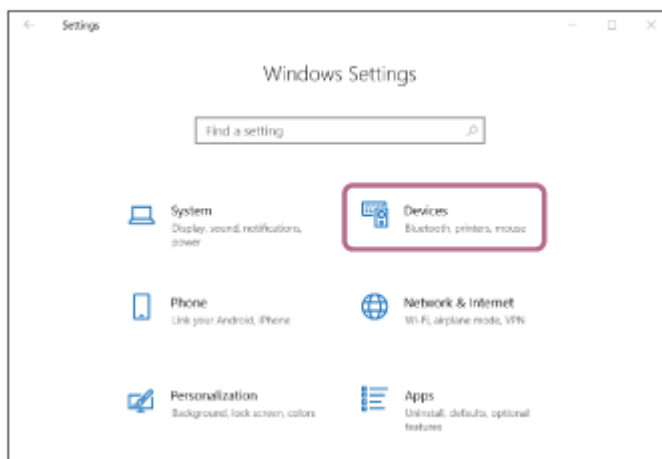 Settings
Windows Settings
Find a setting
System
Display, sound, notifications,
power
Devices
Bluetooth, printers, mouse
Phone
Link your Android, iPhone
Network & Internet
Wi-Fi, airplane mode, VPN
Personalization
Background, lock screen, colors
Apps
Uninstall, defaults, optional
features